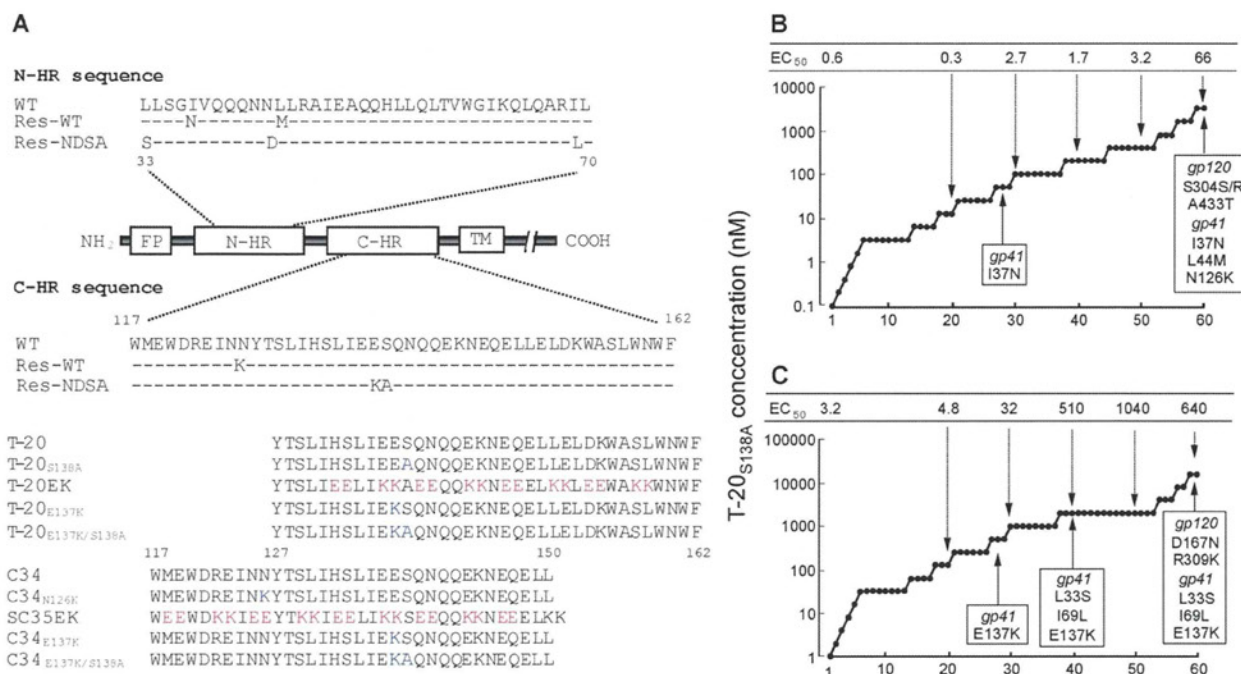 A
N-HR sequence
WT LLSGIVQQQNNLLRAIEAQQHLLQLTVWGIKQLQARIL
Res-WT ----N-------M--------------------------
Res-NDSA S----------D-------------------------L-
33 70
NH2 FP N-HR C-HR TM COOH
C-HR sequence
117 162
WT WMEWDREINNYTSLIHSLIEESQNQQEKNEQELLELDKWASLWNWF
Res-WT ---------K------------------------------------
Res-NDSA --------------------KA------------------------
T-20 YTSLIHSLIEESQNQQEKNEQELLELDKWASLWNWF
T-20S138A YTSLIHSLIEEAQNQQEKNEQELLELDKWASLWNWF
T-20EK YTSLIEELIKKAEEQQKKNEEELKKLEEWAKKWNWF
T-20E137K YTSLIHSLIEKSQNQQEKNEQELLELDKWASLWNWF
T-20E137K/S138A YTSLIHSLIEKAQNQQEKNEQELLELDKWASLWNWF
117 127 150 162
C34 WMEWDREINNYTSLIHSLIEESQNQQEKNEQELL
C34N126K WMEWDREINKYTSLIHSLIEESQNQQEKNEQELL
SC35EK WEEWDKKIEEYTKKIEELIKKSEEQQKKNEEELKK
C34E137K WMEWDREINNYTSLIHSLIEKSQNQQEKNEQELL
C34E137K/S138A WMEWDREINNYTSLIHSLIEKAQNQQEKNEQELL
T-20S138A conccentration (nM)
B
EC50 0.6 0.3 2.7 1.7 3.2 66
10000
1000
100
10
1
0.1
gp41
I37N
gp120
S304S/R
A433T
gp41
I37N
L44M
N126K
1 10 20 30 40 50 60
C
EC50 3.2 4.8 32 510 1040 640
100000
10000
1000
100
10
1
gp41
E137K
gp41
L33S
I69L
E137K
gp120
D167N
R309K
gp41
L33S
I69L
E137K
1 10 20 30 40 50 60